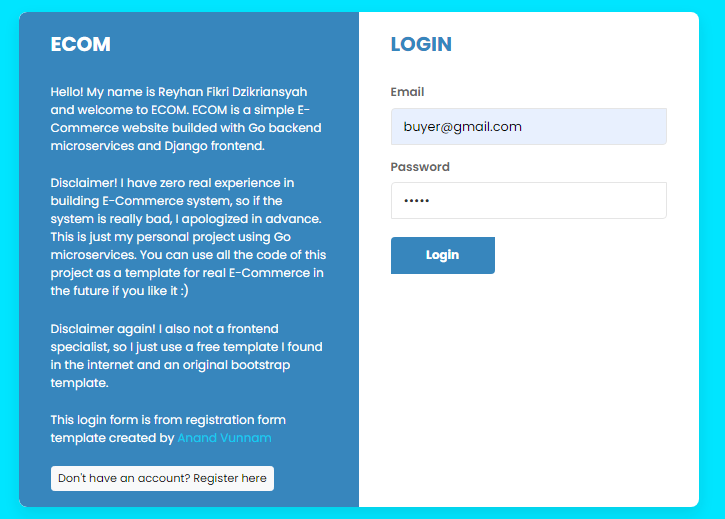 ECOM
Hello! My name is Reyhan Fikri Dzikriansyah
and welcome to ECOM. ECOM is a simple E-
Commerce website builded with Go backend
microservices and Django frontend.
Disclaimer! I have zero real experience in
building E-Commerce system, so if the
system is really bad, I apologized in advance.
This is just my personal project using Go
microservices. You can use all the code of this
project as a template for real E-Commerce in
the future if you like it :)
Disclaimer again! I also not a frontend
specialist, so I just use a free template I found
in the internet and an original bootstrap
template.
This login form is from registration form
template created by Anand Vunnam
Don't have an account? Register here
LOGIN
Email
buyer@gmail.com
Password
•••••
Login